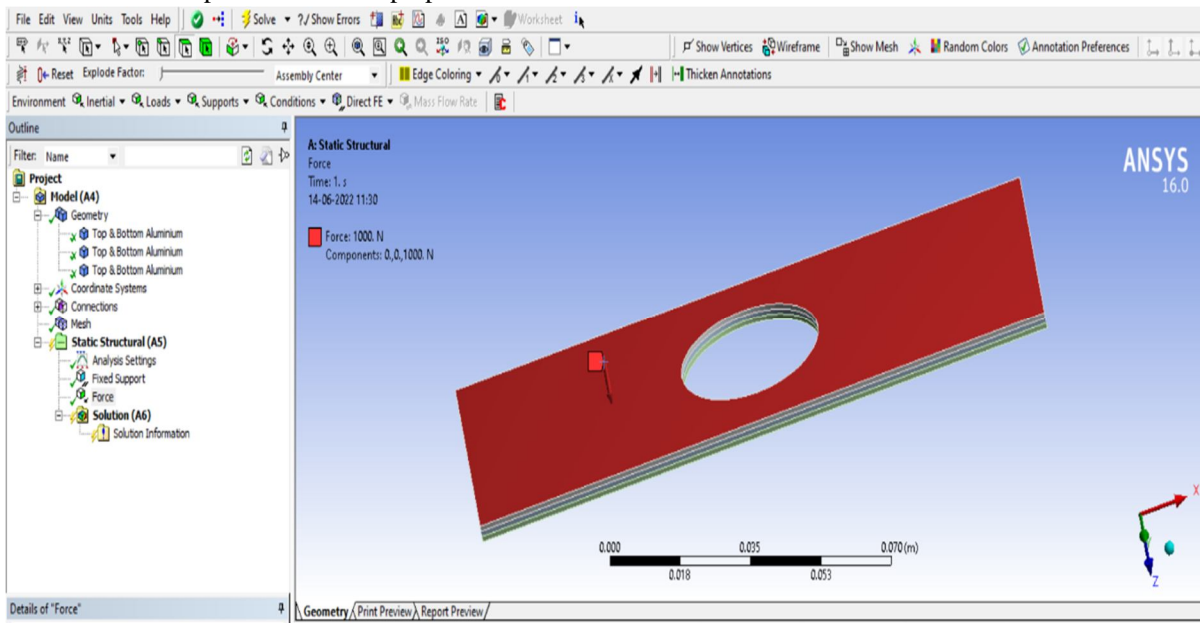 File Edit View Units Tools Help Solve ?/ Show Errors A Worksheet
ISO Show Vertices Wireframe Show Mesh Random Colors Annotation Preferences
Reset Explode Factor: Assembly Center Edge Coloring Thicken Annotations
Environment Inertial Loads Supports Conditions Direct FE Mass Flow Rate
Outline
Filter: Name
Project
Model (A4)
Geometry
Top & Bottom Aluminium
Top & Bottom Aluminium
Top & Bottom Aluminium
Coordinate Systems
Connections
Mesh
Static Structural (A5)
Analysis Settings
Fixed Support
Force
Solution (A6)
Solution Information
Details of "Force"
A: Static Structural
Force
Time: 1. s
14-06-2022 11:30
Force: 1000. N
Components: 0.,0.,1000. N
ANSYS
16.0
0.000 0.035 0.070 (m)
0.018 0.053
X
Y
Z
Geometry Print Preview Report Preview